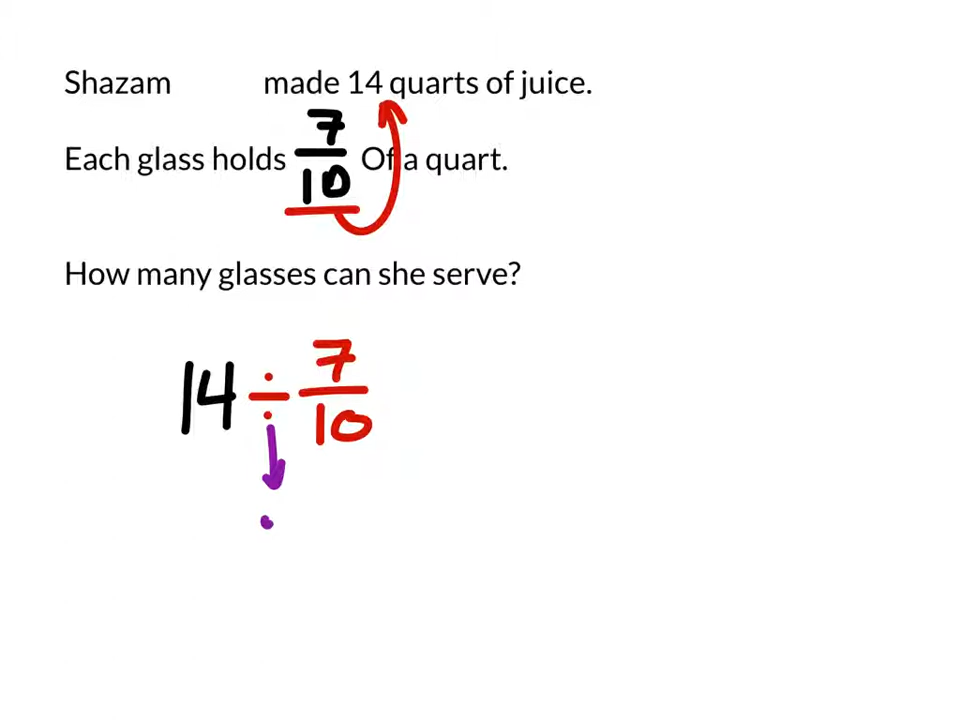 Shazam made 14 quarts of juice.
Each glass holds 7/10 Of a quart.
How many glasses can she serve?
14 ÷ 7/10
·